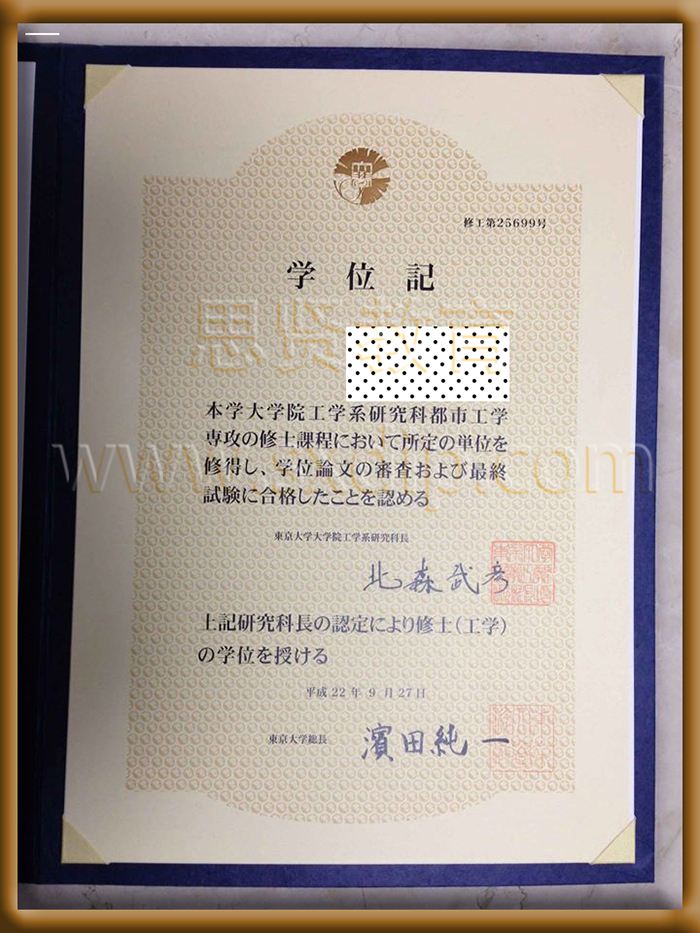 修工第25699号
学位記
思贤教育
本学大学院工学系研究科都市工学
専攻の修士課程において所定の単位を
修得し、学位論文の審査および最終
試験に合格したことを認める
東京大学大学院工学系研究科長
北森武彦
上記研究科長の認定により修士(工学)
の学位を授ける
平成22年9月27日
東京大学総長
濱田純一